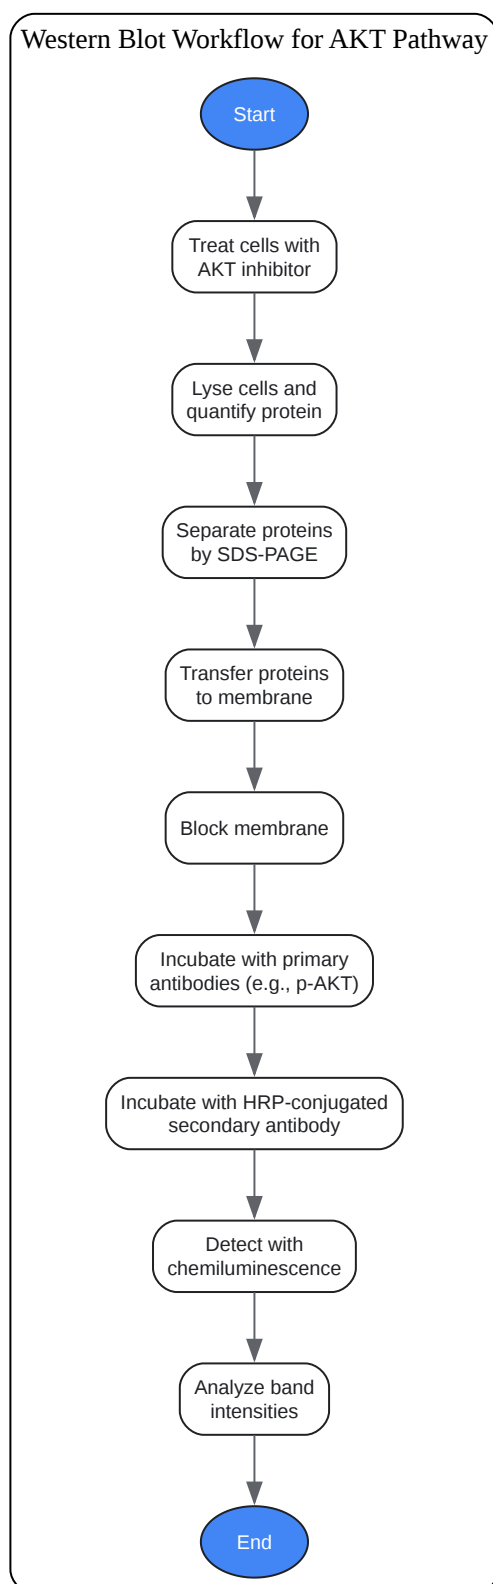 Western Blot Workflow for AKT Pathway
Start
Treat cells with
AKT inhibitor
Lyse cells and
quantify protein
Separate proteins
by SDS-PAGE
Transfer proteins
to membrane
Block membrane
Incubate with primary
antibodies (e.g., p-AKT)
Incubate with HRP-conjugated
secondary antibody
Detect with
chemiluminescence
Analyze band
intensities
End